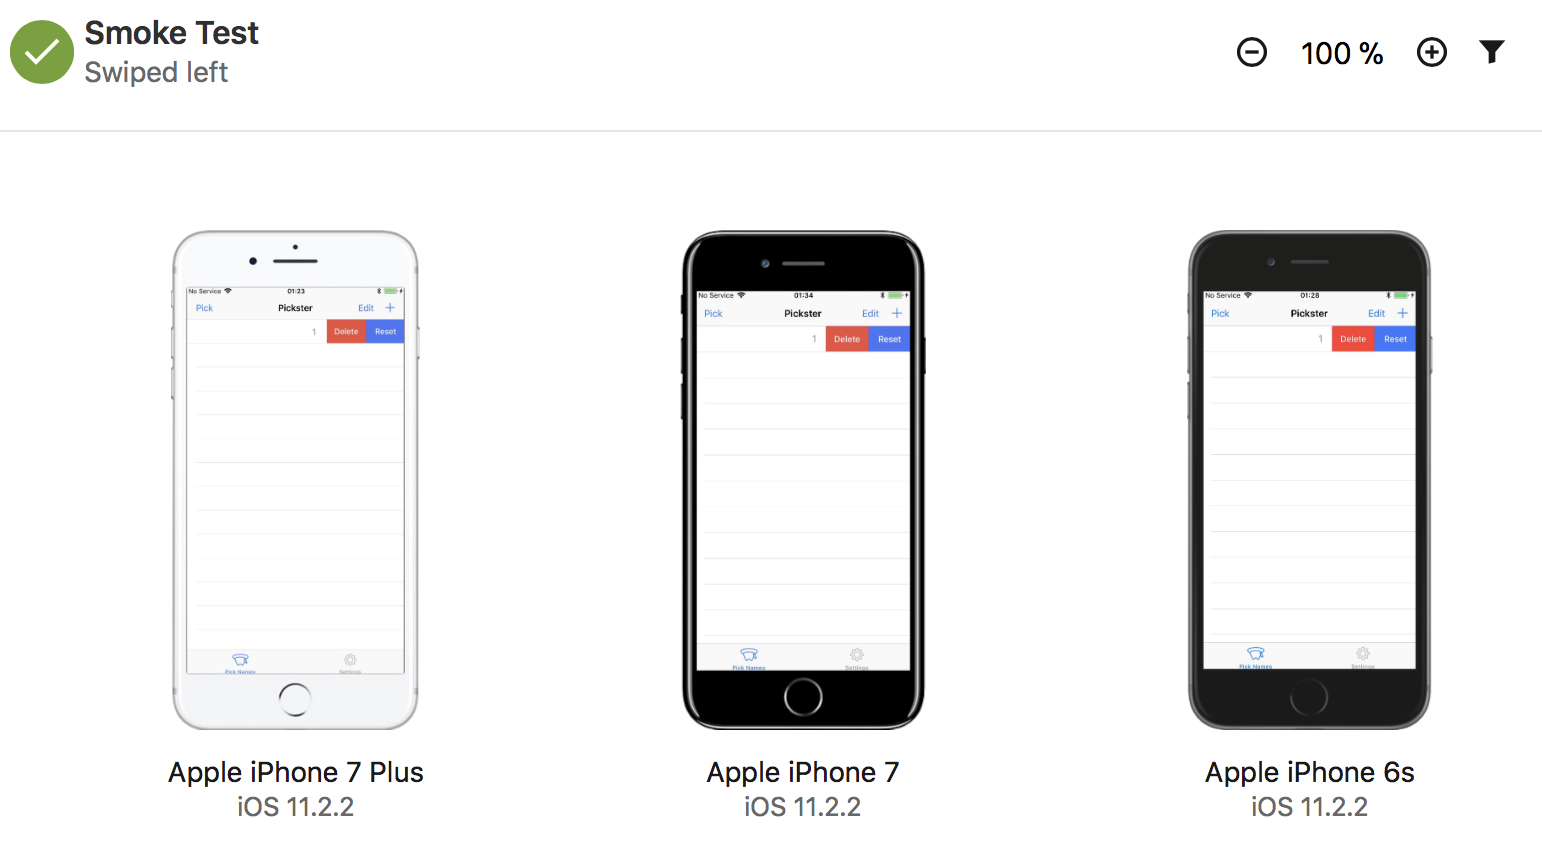 Smoke Test
Swiped left
100 %
No Service 01:23
Pick Pickster Edit +
1 Delete Reset
Pick Names Settings
No Service 01:34
Pick Pickster Edit +
1 Delete Reset
Pick Names Settings
No Service 01:28
Pick Pickster Edit +
1 Delete Reset
Pick Names Settings
Apple iPhone 7 Plus
iOS 11.2.2
Apple iPhone 7
iOS 11.2.2
Apple iPhone 6s
iOS 11.2.2